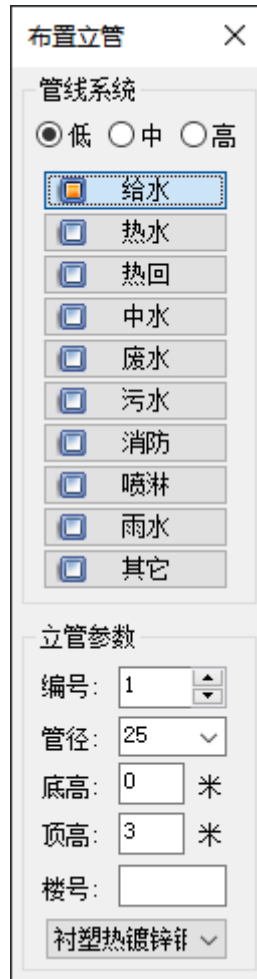 布置立管
管线系统
低 中 高
给水
热水
热回
中水
废水
污水
消防
喷淋
雨水
其它
立管参数
编号: 1
管径: 25
底高: 0 米
顶高: 3 米
楼号:
衬塑热镀锌